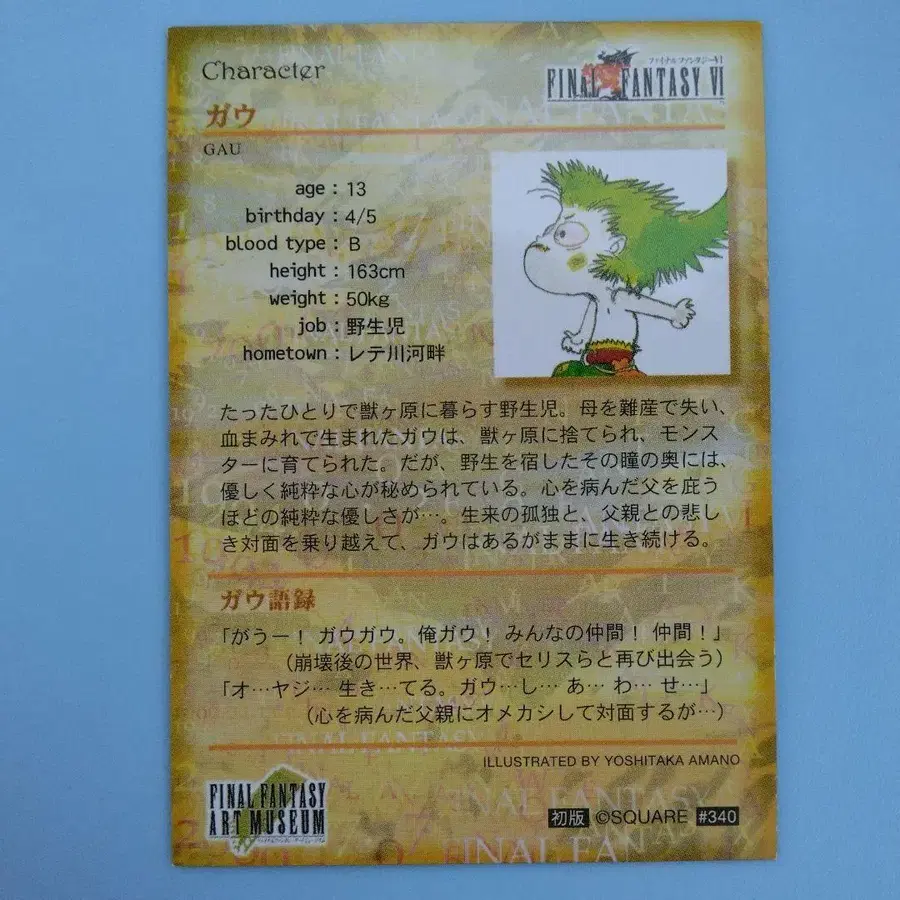 Character
ファイナルファンタジーVI
FINAL FANTASY VI
ガウ
GAU
age : 13
birthday : 4/5
blood type : B
height : 163cm
weight : 50kg
job : 野生児
hometown : レテ川河畔
たったひとりで獣ヶ原に暮らす野生児。母を難産で失い、
血まみれで生まれたガウは、獣ヶ原に捨てられ、モンス
ターに育てられた。だが、野生を宿したその瞳の奥には、
優しく純粋な心が秘められている。心を病んだ父を庇う
ほどの純粋な優しさが…。生来の孤独と、父親との悲し
き対面を乗り越えて、ガウはあるがままに生き続ける。
ガウ語録
「がうー！ ガウガウ。俺ガウ！ みんなの仲間！ 仲間！」
（崩壊後の世界、獣ヶ原でセリスらと再び出会う）
「オ…ヤジ… 生き…てる。ガウ…し… あ… わ… せ…」
（心を病んだ父親にオメカシして対面するが…）
ILLUSTRATED BY YOSHITAKA AMANO
FINAL FANTASY
ART MUSEUM
初版 ©SQUARE #340